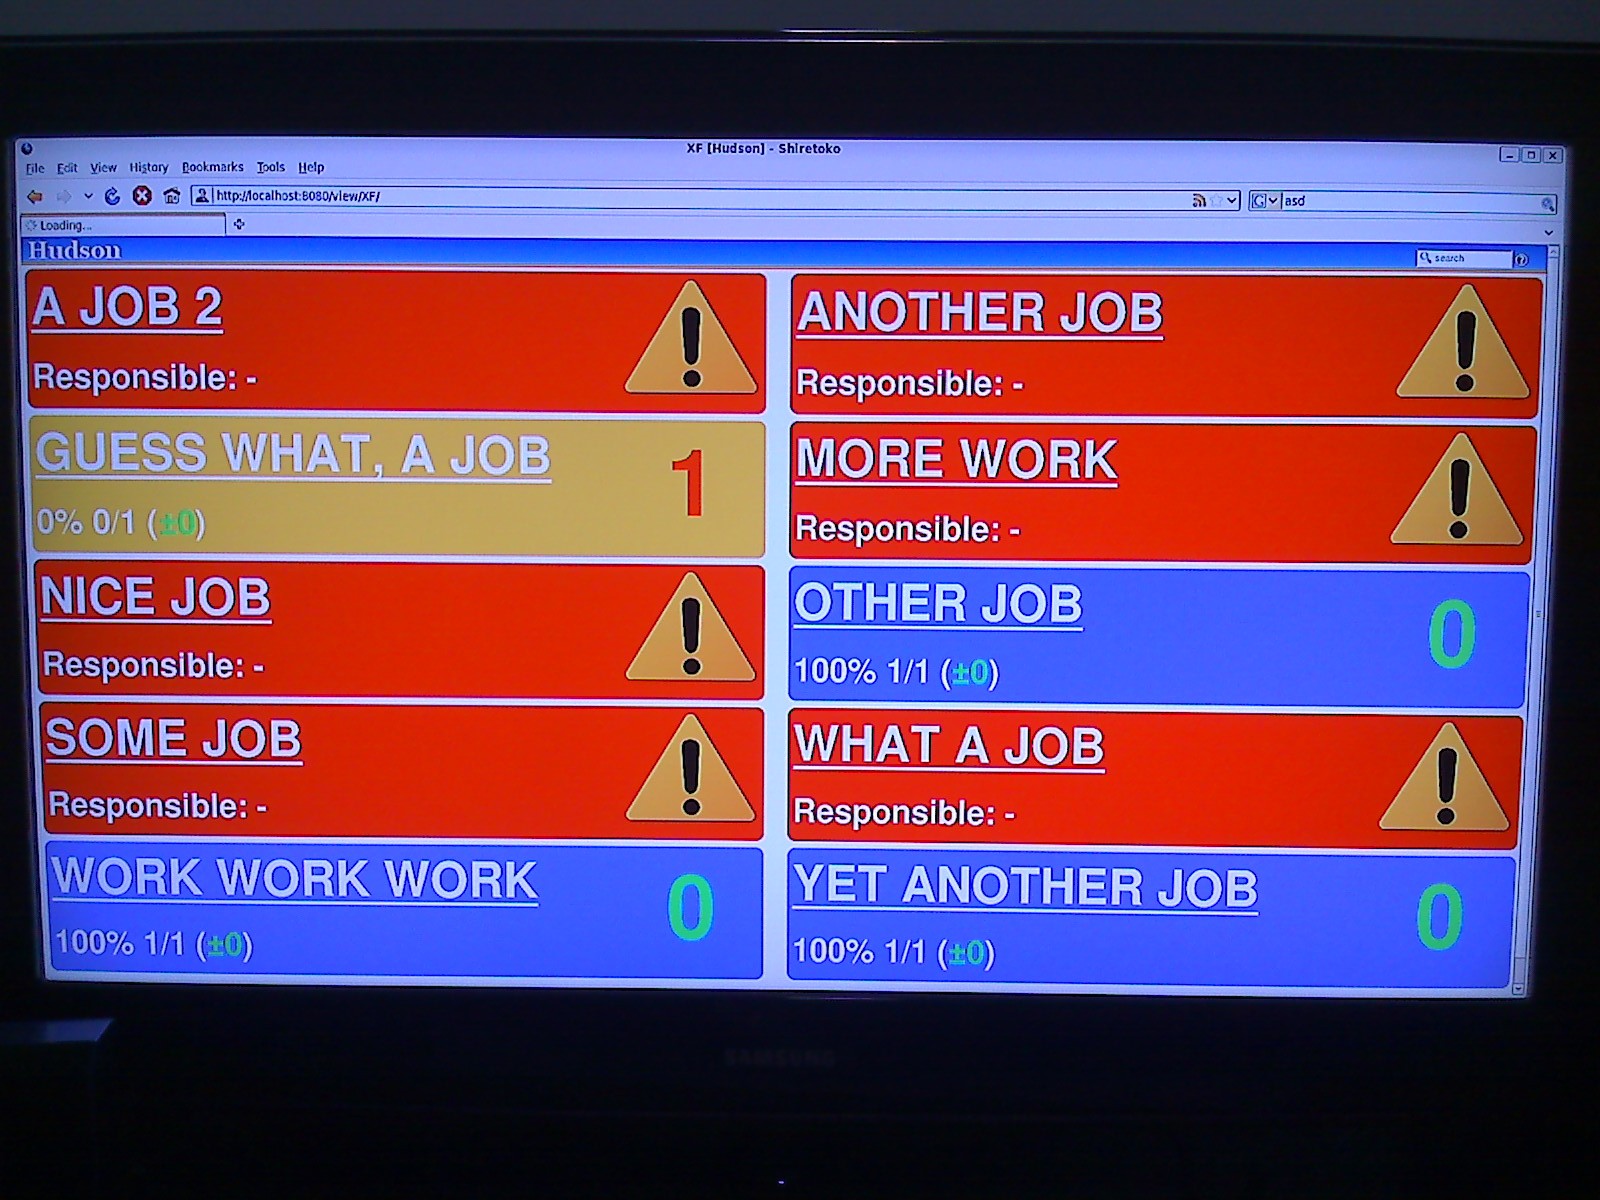 XF [Hudson] - Shiretoko
File Edit View History Bookmarks Tools Help
http://localhost:8080/view/XF/
G asd
Loading...
Hudson
search
A JOB 2
Responsible: -
ANOTHER JOB
Responsible: -
GUESS WHAT, A JOB
1
0% 0/1 (±0)
MORE WORK
Responsible: -
NICE JOB
Responsible: -
OTHER JOB
0
100% 1/1 (±0)
SOME JOB
Responsible: -
WHAT A JOB
Responsible: -
WORK WORK WORK
0
100% 1/1 (±0)
YET ANOTHER JOB
0
100% 1/1 (±0)
SAMSUNG